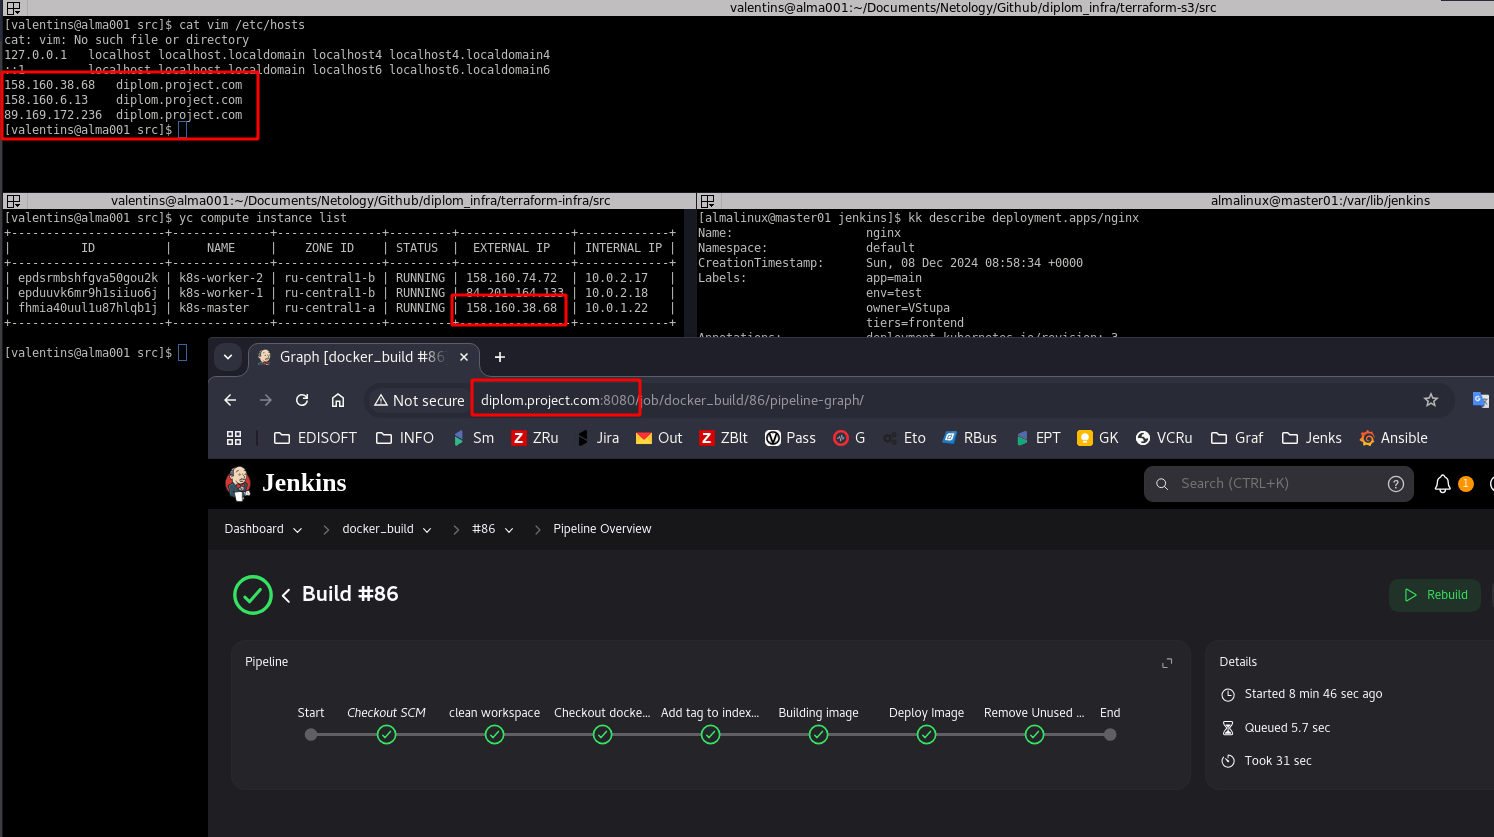 valentins@alma001:~/Documents/Netology/Github/diplom_infra/terraform-s3/src
[valentins@alma001 src]$ cat vim /etc/hosts
cat: vim: No such file or directory
127.0.0.1   localhost localhost.localdomain localhost4 localhost4.localdomain4
::1         localhost localhost.localdomain localhost6 localhost6.localdomain6
158.160.38.68   diplom.project.com
158.160.6.13    diplom.project.com
89.169.172.236  diplom.project.com
[valentins@alma001 src]$
valentins@alma001:~/Documents/Netology/Github/diplom_infra/terraform-infra/src
[valentins@alma001 src]$ yc compute instance list
+----------------------+--------------+---------------+---------+----------------+-------------+
|          ID          |     NAME     |    ZONE ID    | STATUS  |  EXTERNAL IP   | INTERNAL IP |
+----------------------+--------------+---------------+---------+----------------+-------------+
| epdsrmbshfgva50gou2k | k8s-worker-2 | ru-central1-b | RUNNING | 158.160.74.72  | 10.0.2.17   |
| epduuvk6mr9h1siiuo6j | k8s-worker-1 | ru-central1-b | RUNNING | 84.201.164.133 | 10.0.2.18   |
| fhmia40uul1u87hlqb1j | k8s-master   | ru-central1-a | RUNNING | 158.160.38.68  | 10.0.1.22   |
+----------------------+--------------+---------------+---------+----------------+-------------+
[valentins@alma001 src]$
almalinux@master01:/var/lib/jenkins
[almalinux@master01 jenkins]$ kk describe deployment.apps/nginx
Name:                   nginx
Namespace:              default
CreationTimestamp:      Sun, 08 Dec 2024 08:58:34 +0000
Labels:                 app=main
                        env=test
                        owner=VStupa
                        tiers=frontend
Annotations:            deployment.kubernetes.io/revision: 3
Graph [docker_build #86
Not secure diplom.project.com:8080/job/docker_build/86/pipeline-graph/
EDISOFT INFO Sm ZRu Jira Out ZBlt Pass G Eto RBus EPT GK VCRu Graf Jenks Ansible
Jenkins
Search (CTRL+K)
1
Dashboard docker_build #86 Pipeline Overview
Build #86
Rebuild
Pipeline
Start Checkout SCM clean workspace Checkout docke... Add tag to index... Building image Deploy Image Remove Unused ... End
Details
Started 8 min 46 sec ago
Queued 5.7 sec
Took 31 sec